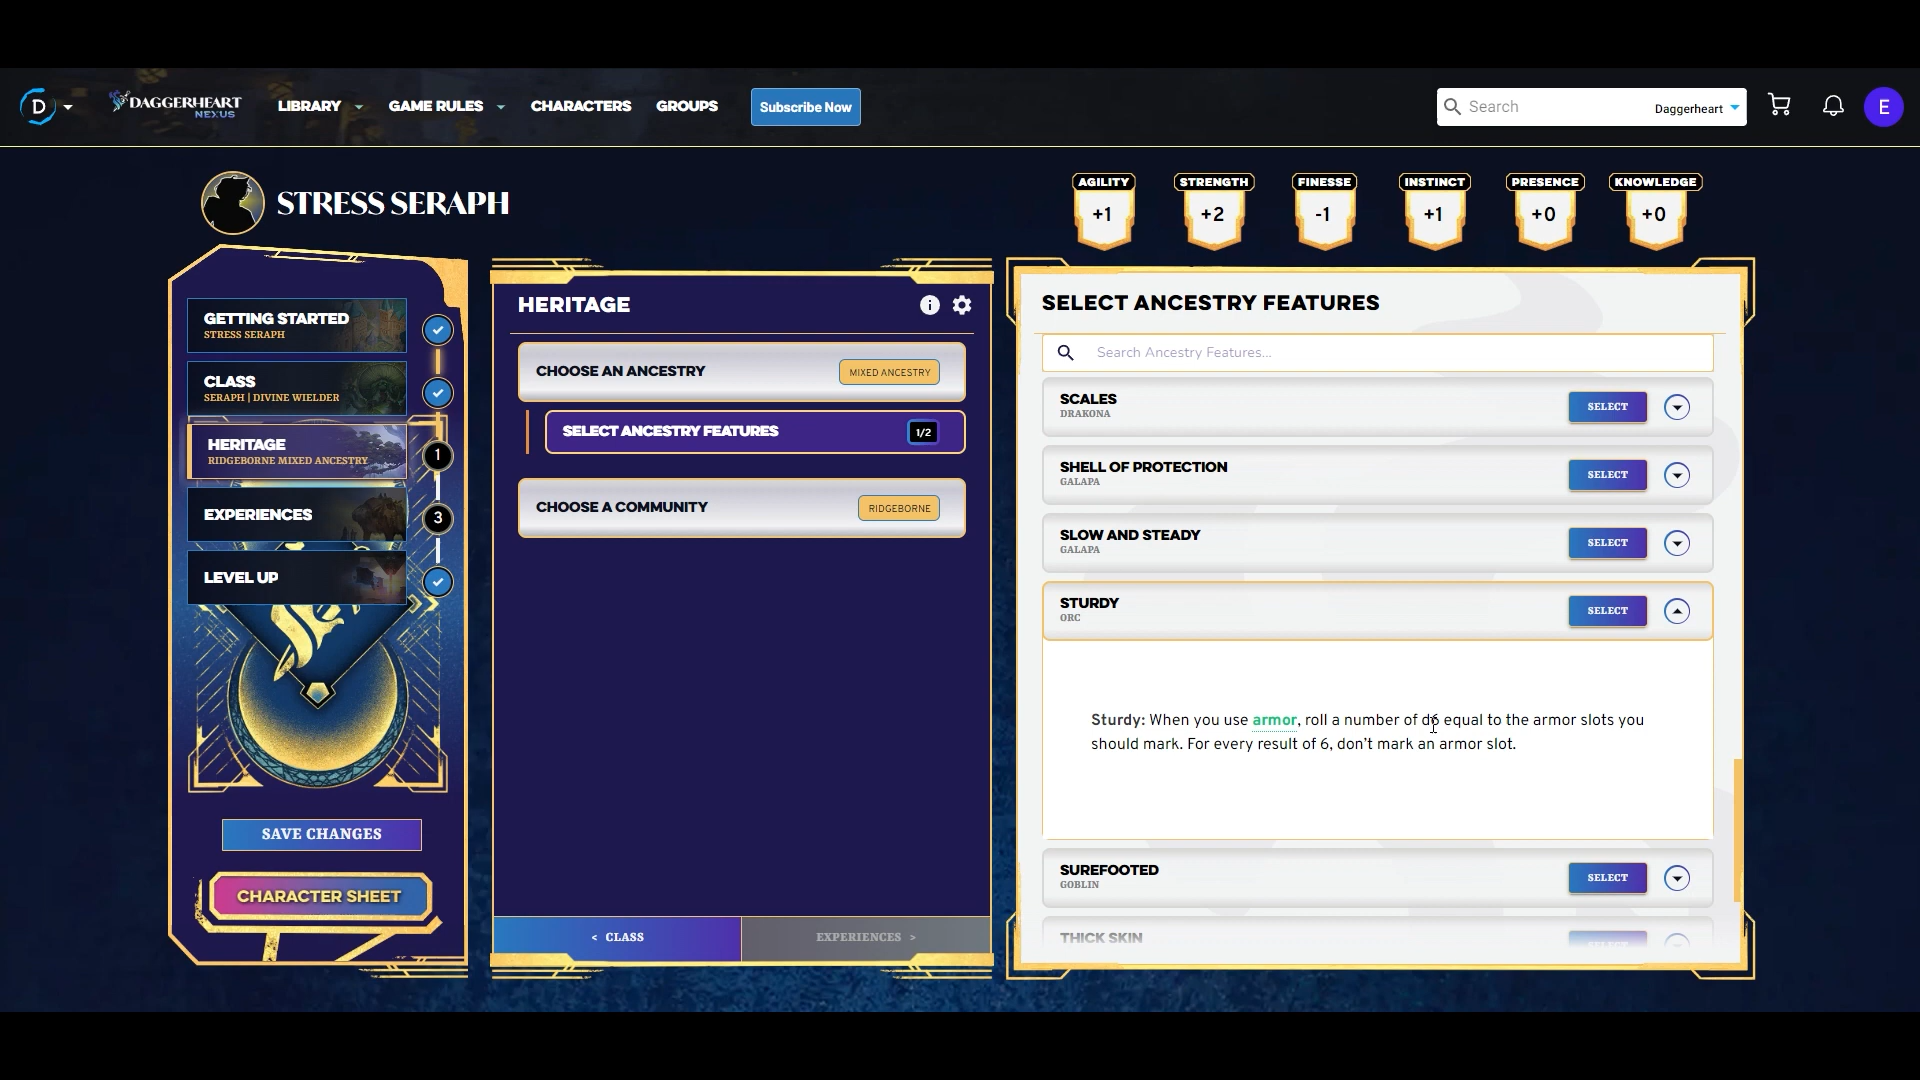 D
DAGGERHEART
NEXUS
LIBRARY
GAME RULES
CHARACTERS
GROUPS
Subscribe Now
Search
Daggerheart
E
STRESS SERAPH
AGILITY
+1
STRENGTH
+2
FINESSE
-1
INSTINCT
+1
PRESENCE
+0
KNOWLEDGE
+0
GETTING STARTED
STRESS SERAPH
CLASS
SERAPH | DIVINE WIELDER
HERITAGE
RIDGEBORNE MIXED ANCESTRY
1
EXPERIENCES
3
LEVEL UP
SAVE CHANGES
CHARACTER SHEET
HERITAGE
CHOOSE AN ANCESTRY
MIXED ANCESTRY
SELECT ANCESTRY FEATURES
1/2
CHOOSE A COMMUNITY
RIDGEBORNE
< CLASS
EXPERIENCES >
SELECT ANCESTRY FEATURES
Search Ancestry Features...
SCALES
DRAKONA
SELECT
SHELL OF PROTECTION
GALAPA
SELECT
SLOW AND STEADY
GALAPA
SELECT
STURDY
ORC
SELECT
Sturdy: When you use armor, roll a number of d6 equal to the armor slots you
should mark. For every result of 6, don't mark an armor slot.
SUREFOOTED
GOBLIN
SELECT
THICK SKIN
SELECT